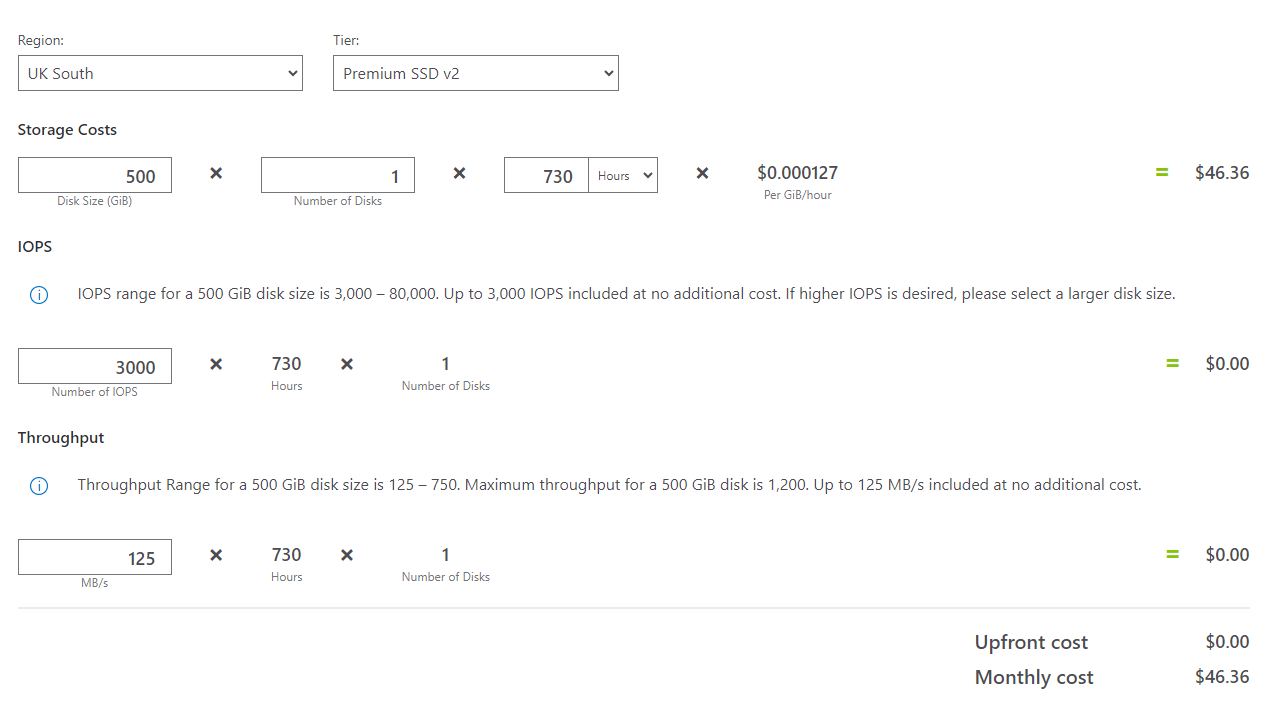 Region: Tier:
UK South Premium SSD v2
Storage Costs
500 × 1 × 730 Hours × $0.000127 = $46.36
Disk Size (GiB) Number of Disks Per GiB/hour
IOPS
IOPS range for a 500 GiB disk size is 3,000 – 80,000. Up to 3,000 IOPS included at no additional cost. If higher IOPS is desired, please select a larger disk size.
3000 × 730 × 1 = $0.00
Number of IOPS Hours Number of Disks
Throughput
Throughput Range for a 500 GiB disk size is 125 – 750. Maximum throughput for a 500 GiB disk is 1,200. Up to 125 MB/s included at no additional cost.
125 × 730 × 1 = $0.00
MB/s Hours Number of Disks
Upfront cost $0.00
Monthly cost $46.36